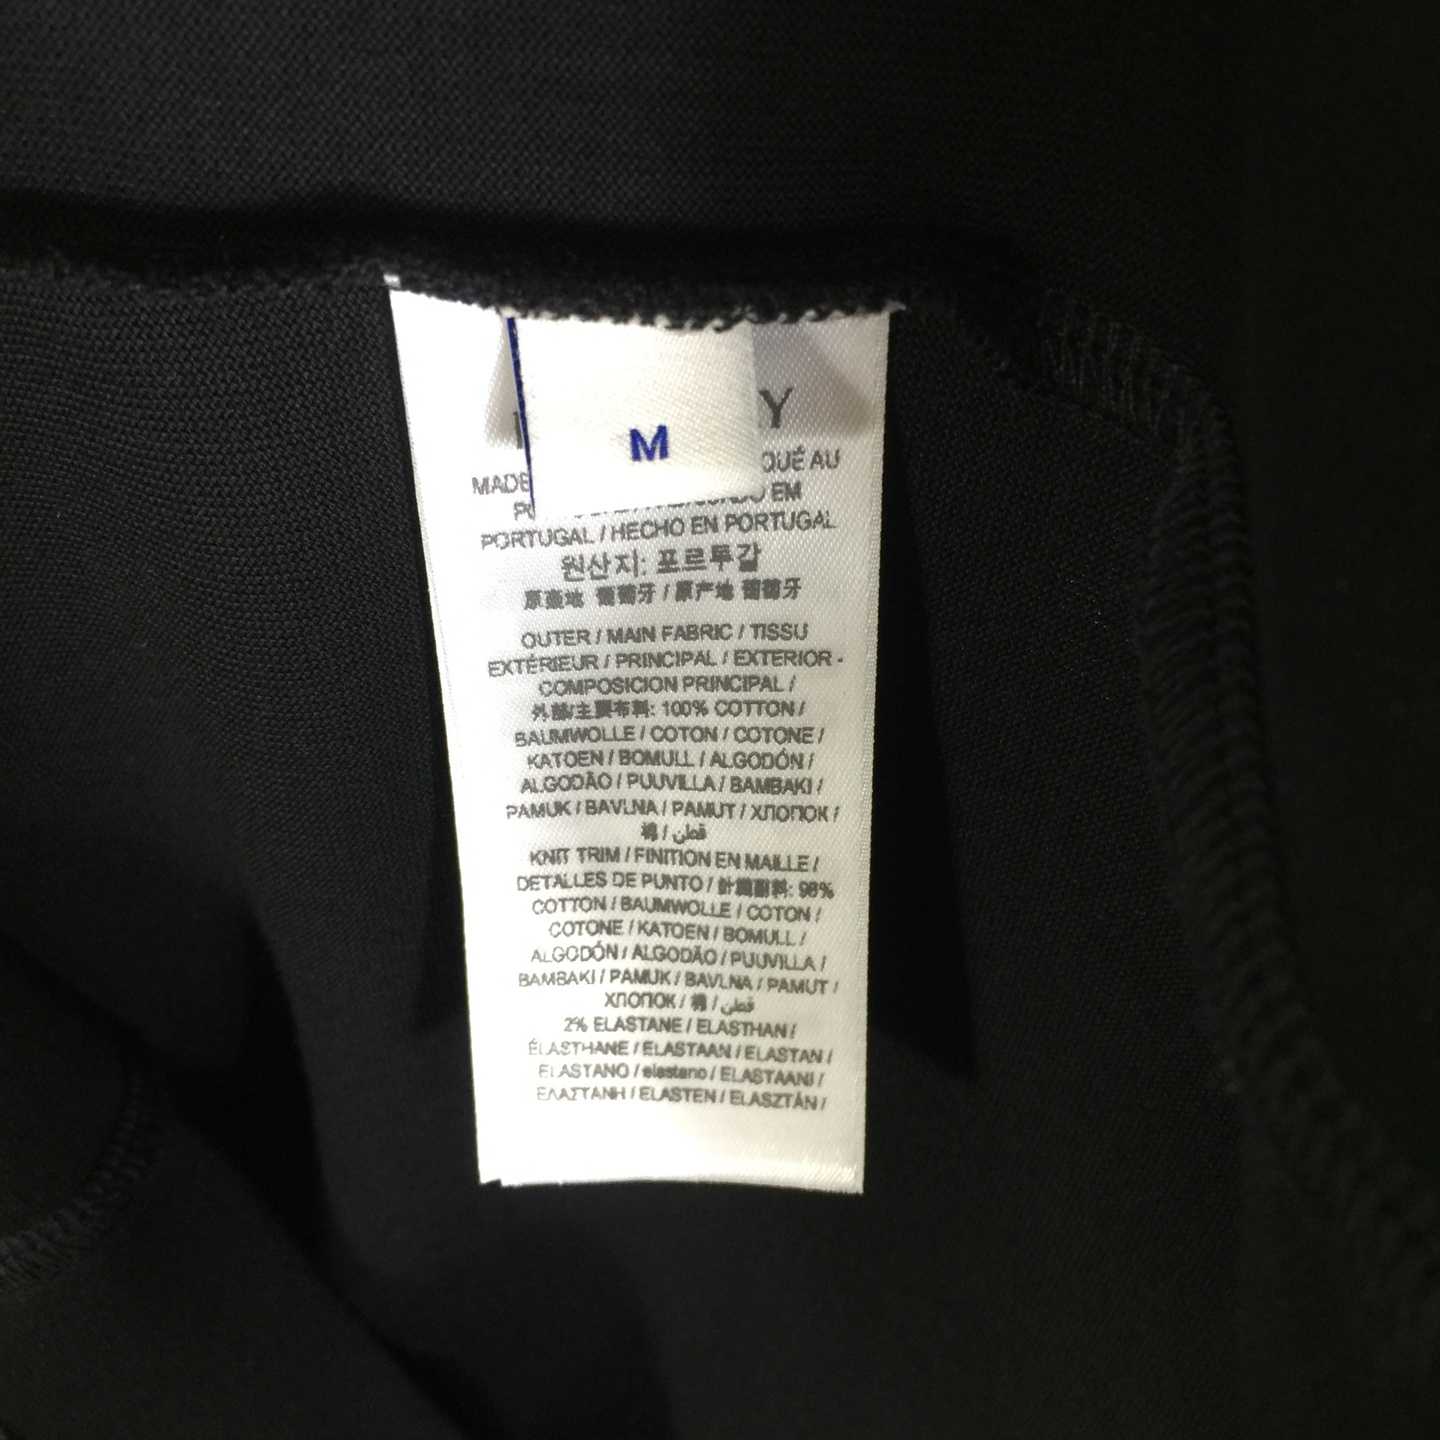 Y
M
MADE QUÉ AU
EM
PORTUGAL / HECHO EN PORTUGAL
원산지: 포르투갈
原產地 葡萄牙 / 原产地 葡萄牙
OUTER / MAIN FABRIC / TISSU
EXTÉRIEUR / PRINCIPAL / EXTERIOR -
COMPOSICION PRINCIPAL /
外部/主要布料: 100% COTTON /
BAUMWOLLE / COTON / COTONE /
KATOEN / BOMULL / ALGODÓN /
ALGODÃO / PUUVILLA / BAMBAKI /
PAMUK / BAVLNA / PAMUT / ХЛОПОК /
棉 / قطن
KNIT TRIM / FINITION EN MAILLE /
DETALLES DE PUNTO / 針織副料: 98%
COTTON / BAUMWOLLE / COTON /
COTONE / KATOEN / BOMULL /
ALGODÓN / ALGODÃO / PUUVILLA /
BAMBAKI / PAMUK / BAVLNA / PAMUT /
ХЛОПОК / 棉 / قطن
2% ELASTANE / ELASTHAN /
ÉLASTHANE / ELASTAAN / ELASTAN /
ELASTANO / elastano / ELASTAANI /
ΕΛΑΣΤΑΝΗ / ELASTEN / ELASZTÁN /